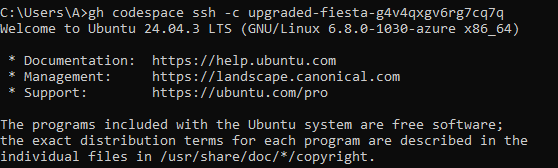 C:\Users\A>gh codespace ssh -c upgraded-fiesta-g4v4qxgv6rg7cq7q
Welcome to Ubuntu 24.04.3 LTS (GNU/Linux 6.8.0-1030-azure x86_64)
* Documentation:  https://help.ubuntu.com
* Management:     https://landscape.canonical.com
* Support:        https://ubuntu.com/pro
The programs included with the Ubuntu system are free software;
the exact distribution terms for each program are described in the
individual files in /usr/share/doc/*/copyright.